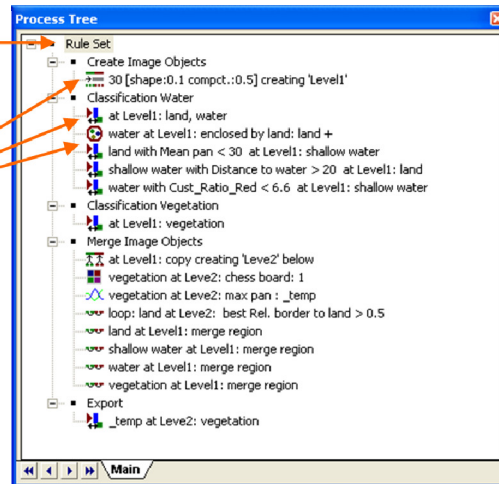 Process Tree
Rule Set
Create Image Objects
30 [shape:0.1 compct.:0.5] creating 'Level1'
Classification Water
at Level1: land, water
water at Level1: enclosed by land: land +
land with Mean pan < 30 at Level1: shallow water
shallow water with Distance to water > 20 at Level1: land
water with Cust_Ratio_Red < 6.6 at Level1: shallow water
Classification Vegetation
at Level1: vegetation
Merge Image Objects
at Level1: copy creating 'Leve2' below
vegetation at Leve2: chess board: 1
vegetation at Leve2: max pan : _temp
loop: land at Leve2: best Rel. border to land > 0.5
land at Level1: merge region
shallow water at Level1: merge region
water at Level1: merge region
vegetation at Level1: merge region
Export
_temp at Leve2: vegetation
Main